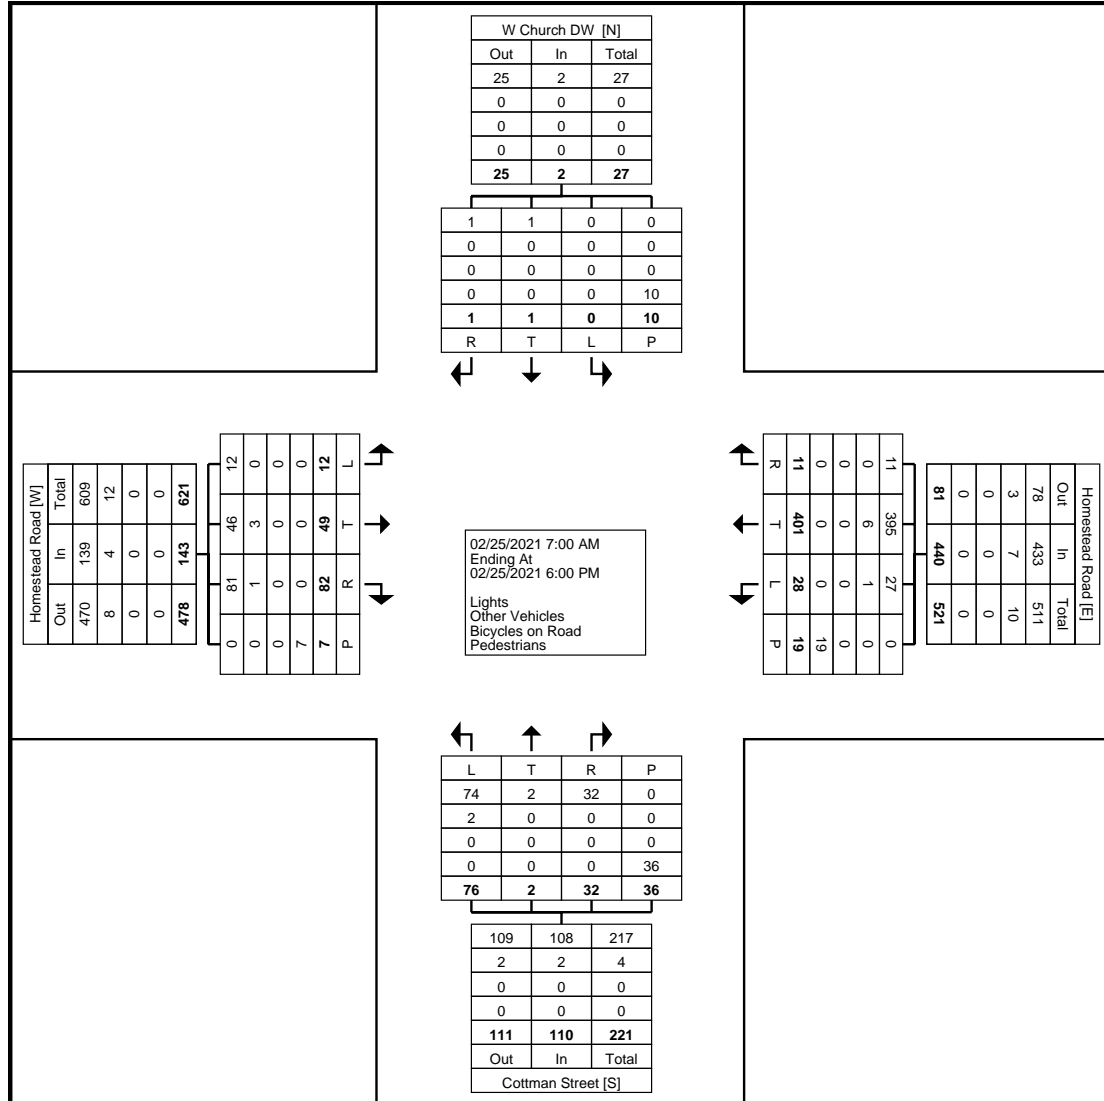 W Church DW [N]
Out In Total
25 2 27
0 0 0
0 0 0
0 0 0
25 2 27
1 1 0 0
0 0 0 0
0 0 0 0
0 0 0 10
1 1 0 10
R T L P
Homestead Road [W]
Total 609 12 0 0 621
In 139 4 0 0 143
Out 470 8 0 0 478
12 0 0 0 12 L
46 3 0 0 49 T
81 1 0 0 82 R
0 0 0 7 7 P
02/25/2021 7:00 AM
Ending At
02/25/2021 6:00 PM
Lights
Other Vehicles
Bicycles on Road
Pedestrians
R 11 0 0 0 11
T 401 0 0 6 395
L 28 0 0 1 27
P 19 19 0 0 0
Homestead Road [E]
81 0 0 3 78 Out
440 0 0 7 433 In
521 0 0 10 511 Total
L T R P
74 2 32 0
2 0 0 0
0 0 0 0
0 0 0 36
76 2 32 36
109 108 217
2 2 4
0 0 0
0 0 0
111 110 221
Out In Total
Cottman Street [S]